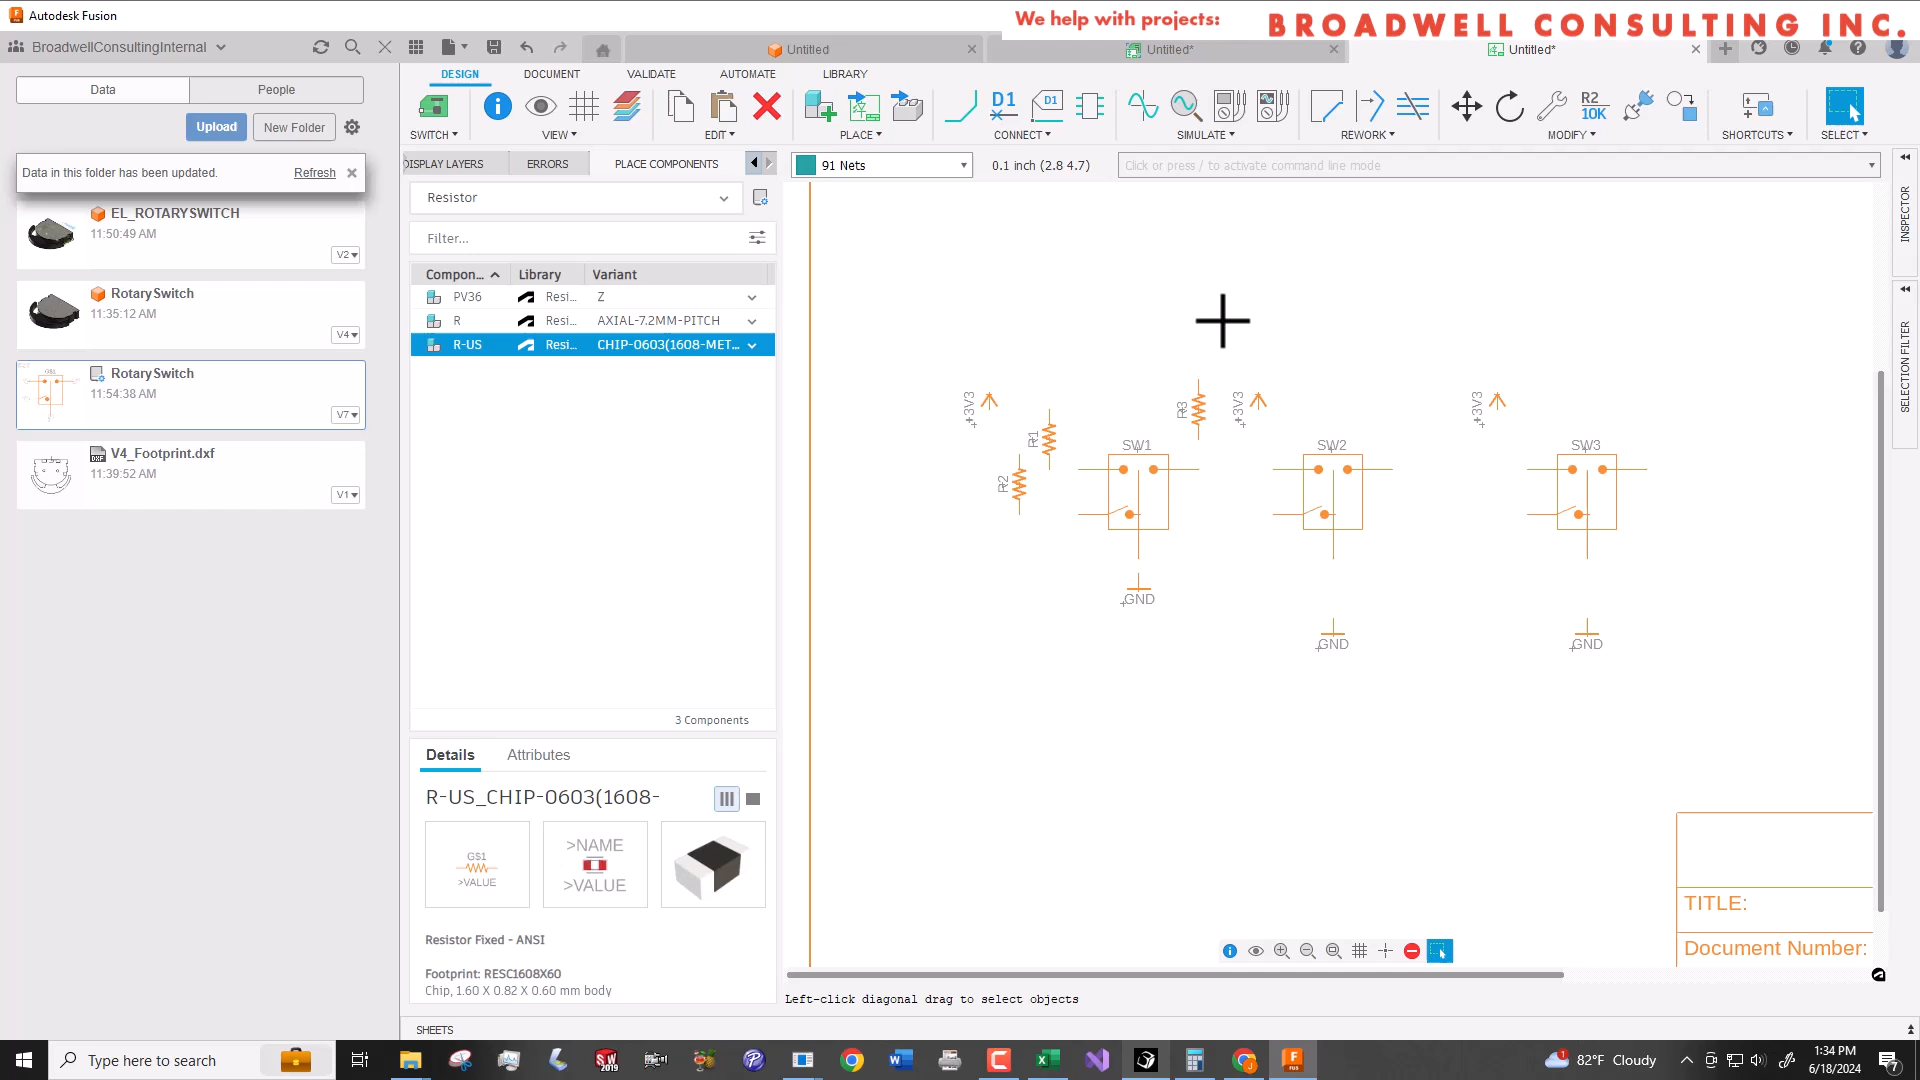 Autodesk Fusion
We help with projects:
BROADWELL CONSULTING INC.
BroadwellConsultingInternal
Untitled
Untitled*
Untitled*
Data
People
Upload
New Folder
Data in this folder has been updated.
Refresh
EL_ROTARYSWITCH
11:50:49 AM
V2
RotarySwitch
11:35:12 AM
V4
RotarySwitch
11:54:38 AM
V7
V4_Footprint.dxf
11:39:52 AM
V1
DESIGN
DOCUMENT
VALIDATE
AUTOMATE
LIBRARY
D1
D1
R2
10K
SWITCH
VIEW
EDIT
PLACE
CONNECT
SIMULATE
REWORK
MODIFY
SHORTCUTS
SELECT
DISPLAY LAYERS
ERRORS
PLACE COMPONENTS
91 Nets
0.1 inch (2.8 4.7)
Click or press / to activate command line mode
Resistor
Filter...
Compon...
Library
Variant
PV36
Resi...
Z
R
Resi...
AXIAL-7.2MM-PITCH
R-US
Resi...
CHIP-0603(1608-MET...
3 Components
Details
Attributes
R-US_CHIP-0603(1608-
G$1
>VALUE
>NAME
>VALUE
Resistor Fixed - ANSI
Footprint: RESC1608X60
Chip, 1.60 X 0.82 X 0.60 mm body
INSPECTOR
SELECTION FILTER
+3V3
R1
R2
R3
+3V3
+3V3
SW1
SW2
SW3
GND
GND
GND
TITLE:
Document Number:
Left-click diagonal drag to select objects
SHEETS
Type here to search
SW
2019
82°F Cloudy
1:34 PM
6/18/2024
7